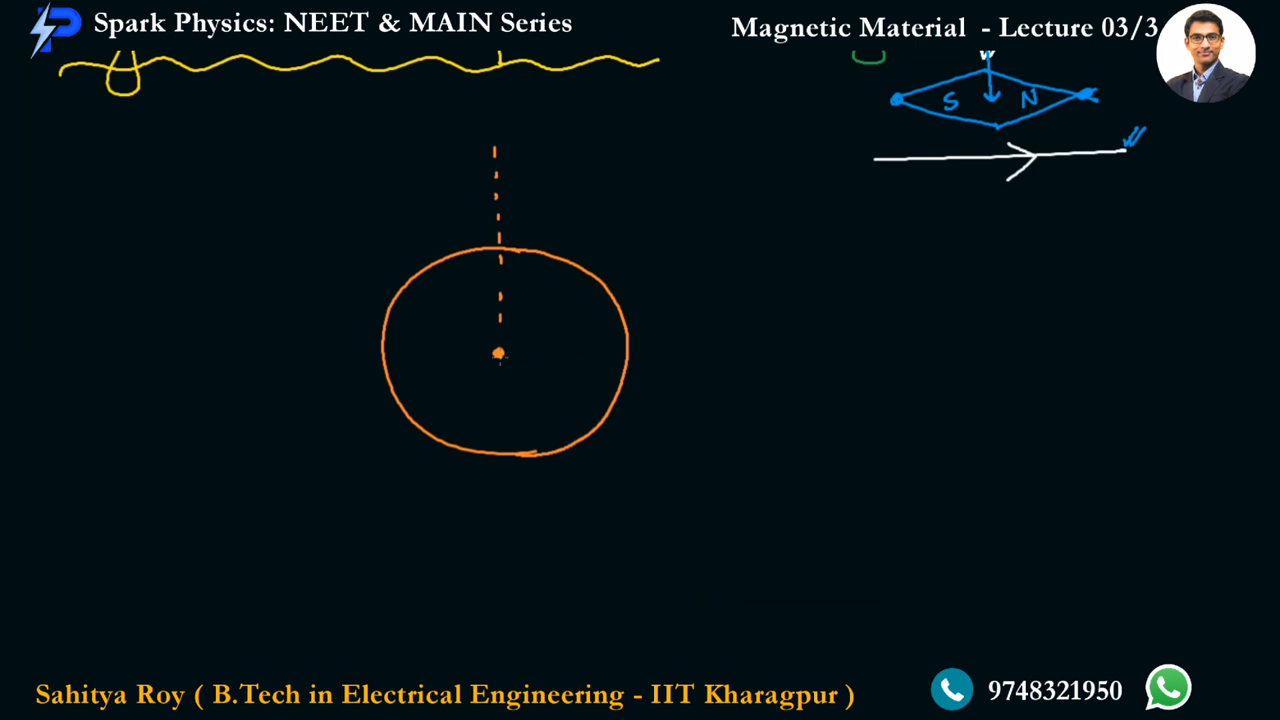 Spark Physics: NEET & MAIN Series
Magnetic Material - Lecture 03/3
S N
Sahitya Roy ( B.Tech in Electrical Engineering - IIT Kharagpur )
9748321950